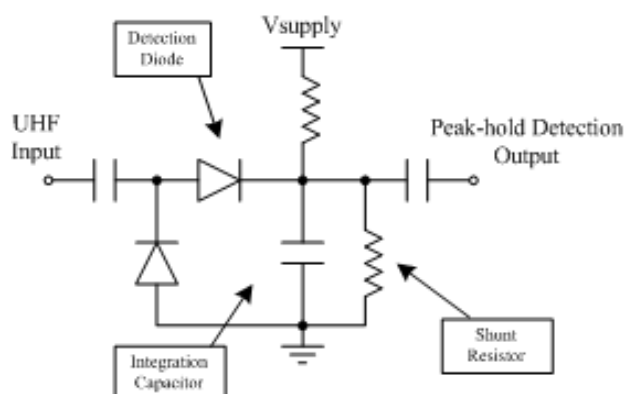 Detection
Diode
Vsupply
UHF
Input
Peak-hold Detection
Output
Integration
Capacitor
Shunt
Resistor